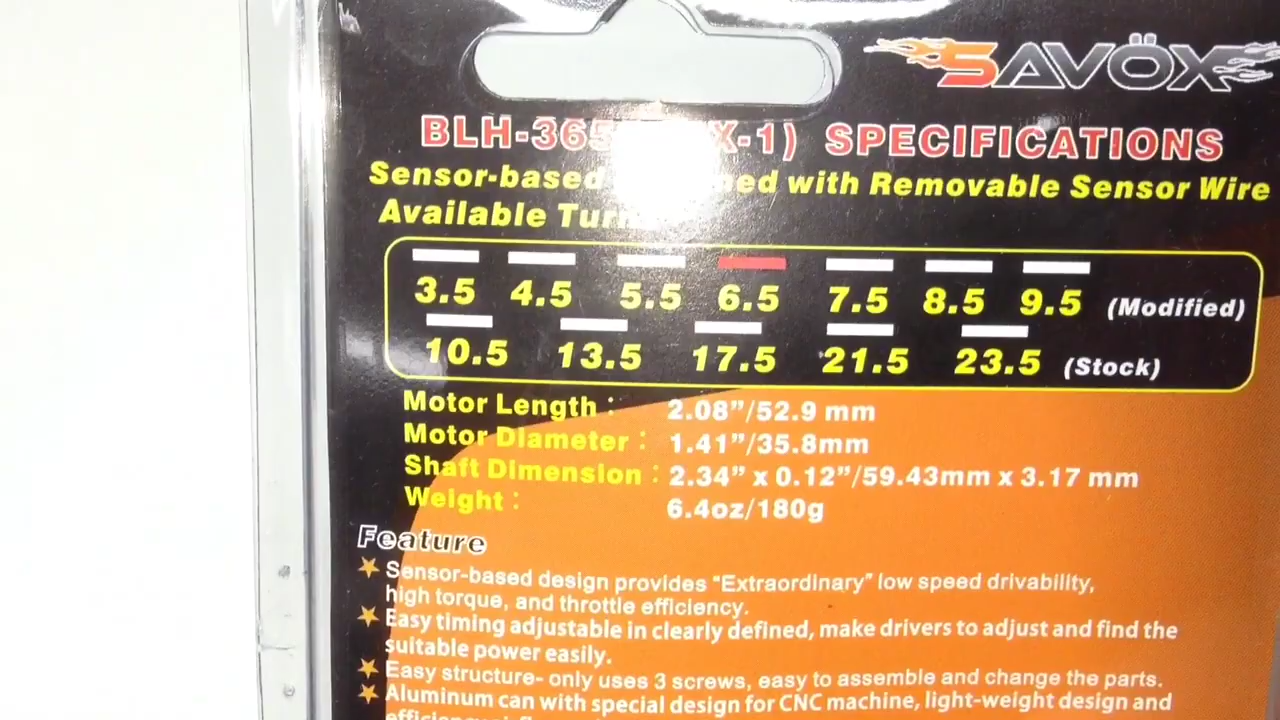 SAVÖX
BLH-365 X-1) SPECIFICATIONS
Sensor-based with Removable Sensor Wire
Available
3.5 4.5 5.5 6.5 7.5 8.5 9.5 (Modified)
10.5 13.5 17.5 21.5 23.5 (Stock)
Motor Length : 2.08”/52.9 mm
Motor Diameter : 1.41”/35.8mm
Shaft Dimension : 2.34” x 0.12”/59.43mm x 3.17 mm
Weight : 6.4oz/180g
Feature
Sensor-based design provides “Extraordinary” low speed drivability,
high torque, and throttle efficiency.
Easy timing adjustable in clearly defined, make drivers to adjust and find the
suitable power easily.
Easy structure- only uses 3 screws, easy to assemble and change the parts.
Aluminum can with special design for CNC machine, light-weight design and